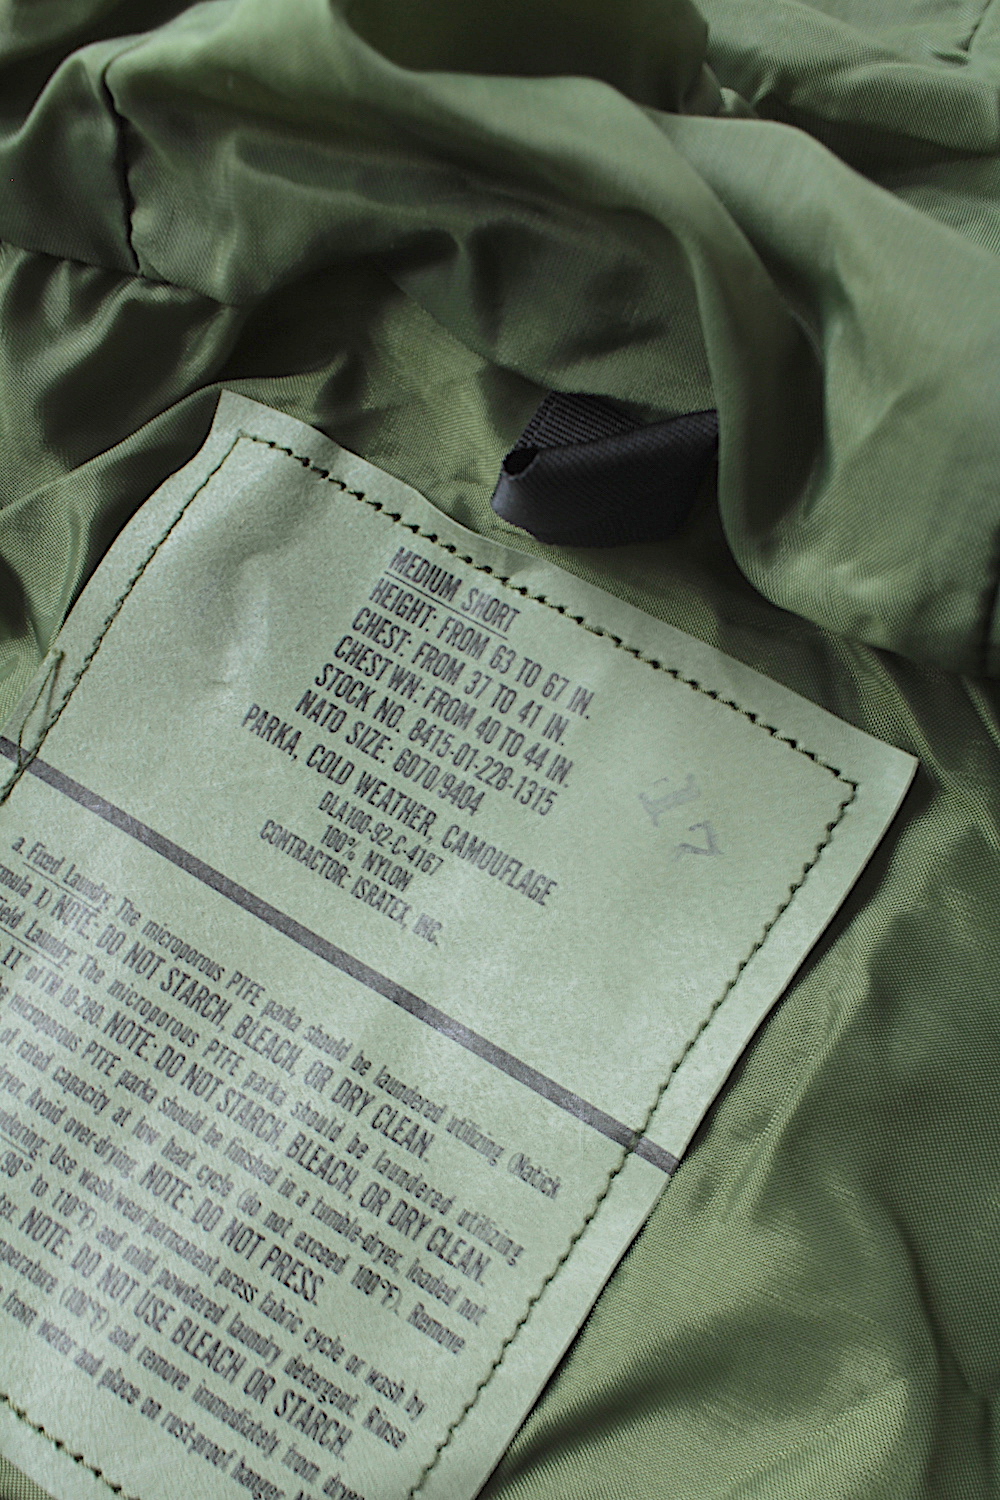 MEDIUM SHORT
HEIGHT: FROM 63 TO 67 IN.
CHEST: FROM 37 TO 41 IN.
CHEST WN: FROM 40 TO 44 IN.
STOCK NO. 8415-01-228-1315
NATO SIZE: 6070/9404
PARKA, COLD WEATHER, CAMOUFLAGE
DLA100-92-C-4167
100% NYLON
CONTRACTOR: ISRATEX, INC.
a. Fixed Laundry. The microporous PTFE parka should be laundered utilizing (Natick
1) NOTE: DO NOT STARCH, BLEACH, OR DRY CLEAN.
Laundry. The microporous PTFE parka should be laundered utilizing
II" of TM 10-280. NOTE: DO NOT STARCH, BLEACH, OR DRY CLEAN.
microporous PTFE parka should be finished in a tumble-dryer, loaded not
of rated capacity at low heat cycle (do not exceed 100°F). Remove
Avoid over-drying. NOTE: DO NOT PRESS.
Use wash/wear/permanent press fabric cycle or wash by
(90° to 110°F) and mild powdered laundry detergent. Rinse
NOTE: DO NOT USE BLEACH OR STARCH.
(100°F) and remove immediately from dryer
from water and place on rust-proof hanger.